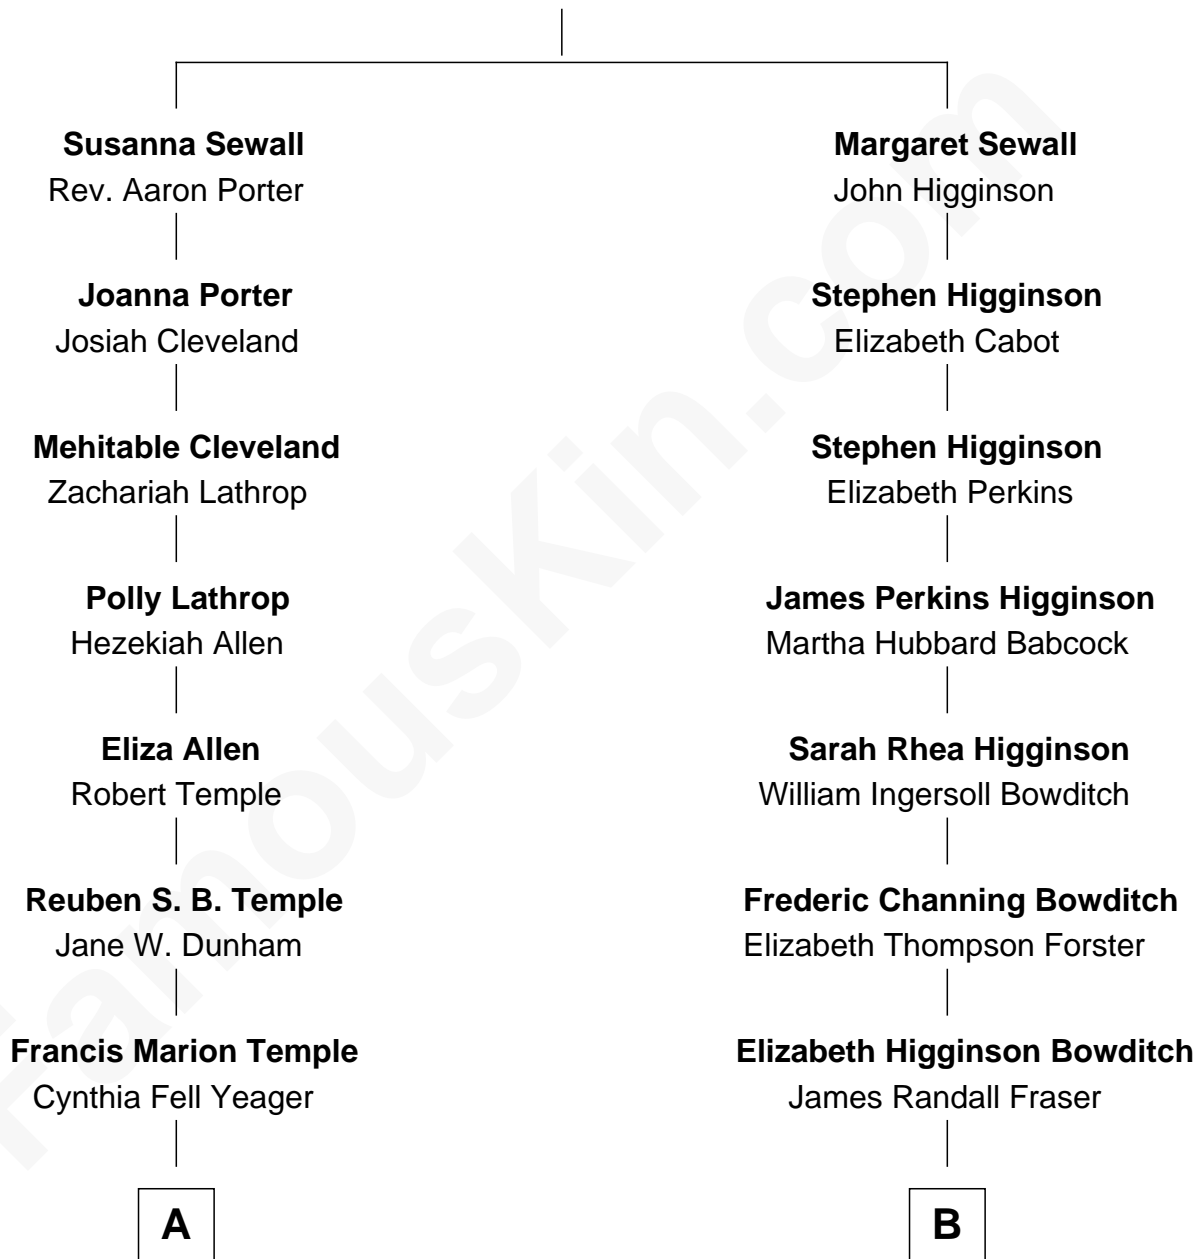 Susanna Sewall
Rev. Aaron Porter
Joanna Porter
Josiah Cleveland
Mehitable Cleveland
Zachariah Lathrop
Polly Lathrop
Hezekiah Allen
Eliza Allen
Robert Temple
Reuben S. B. Temple
Jane W. Dunham
Francis Marion Temple
Cynthia Fell Yeager
A
Margaret Sewall
John Higginson
Stephen Higginson
Elizabeth Cabot
Stephen Higginson
Elizabeth Perkins
James Perkins Higginson
Martha Hubbard Babcock
Sarah Rhea Higginson
William Ingersoll Bowditch
Frederic Channing Bowditch
Elizabeth Thompson Forster
Elizabeth Higginson Bowditch
James Randall Fraser
B
FamousKin.com